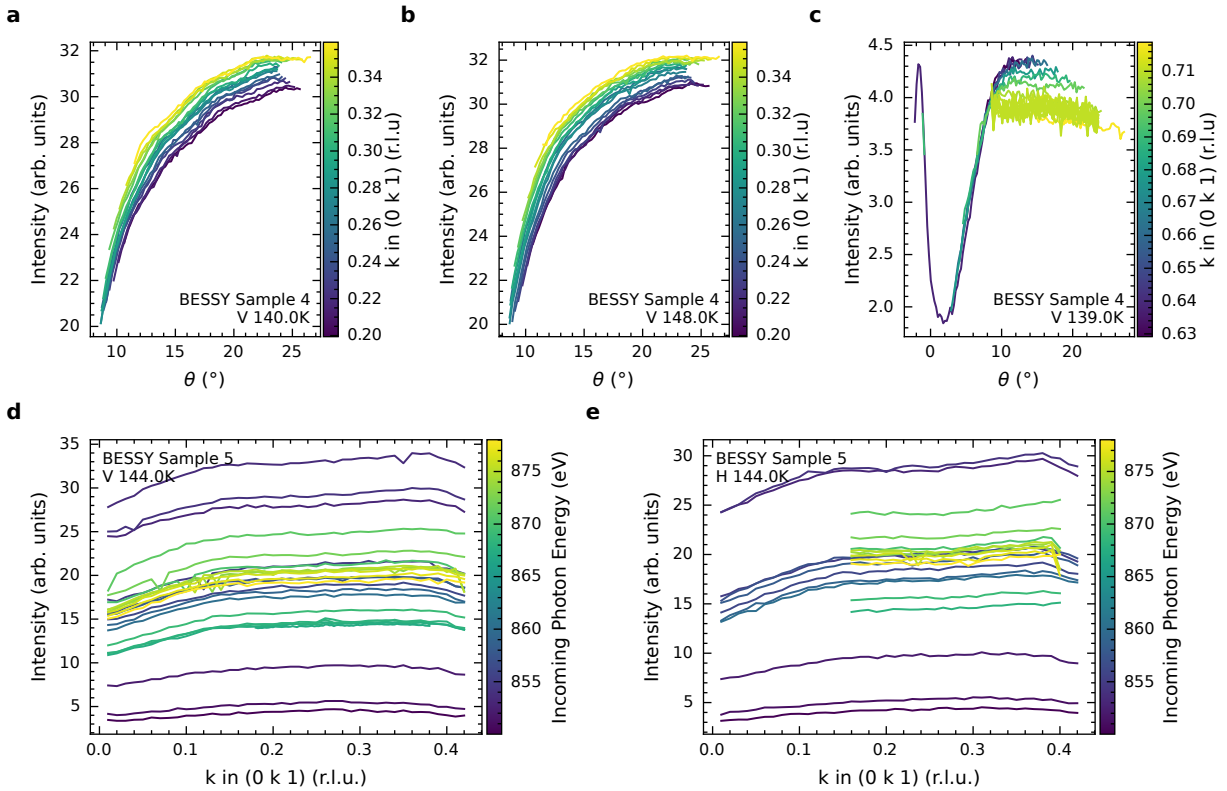 a
b
c
Intensity (arb. units)
32
30
28
26
24
22
20
10
15
20
25
θ (°)
BESSY Sample 4
V 140.0K
0.34
0.32
0.30
0.28
0.26
0.24
0.22
0.20
k in (0 k 1) (r.l.u)
Intensity (arb. units)
32
30
28
26
24
22
20
10
15
20
25
θ (°)
BESSY Sample 4
V 148.0K
0.34
0.32
0.30
0.28
0.26
0.24
0.22
0.20
k in (0 k 1) (r.l.u)
Intensity (arb. units)
4.5
4.0
3.5
3.0
2.5
2.0
0
10
20
θ (°)
BESSY Sample 4
V 139.0K
0.71
0.70
0.69
0.68
0.67
0.66
0.65
0.64
0.63
k in (0 k 1) (r.l.u)
d
e
Intensity (arb. units)
35
30
25
20
15
10
5
0.0
0.1
0.2
0.3
0.4
k in (0 k 1) (r.l.u.)
BESSY Sample 5
V 144.0K
875
870
865
860
855
Incoming Photon Energy (eV)
Intensity (arb. units)
30
25
20
15
10
5
0.0
0.1
0.2
0.3
0.4
k in (0 k 1) (r.l.u.)
BESSY Sample 5
H 144.0K
875
870
865
860
855
Incoming Photon Energy (eV)